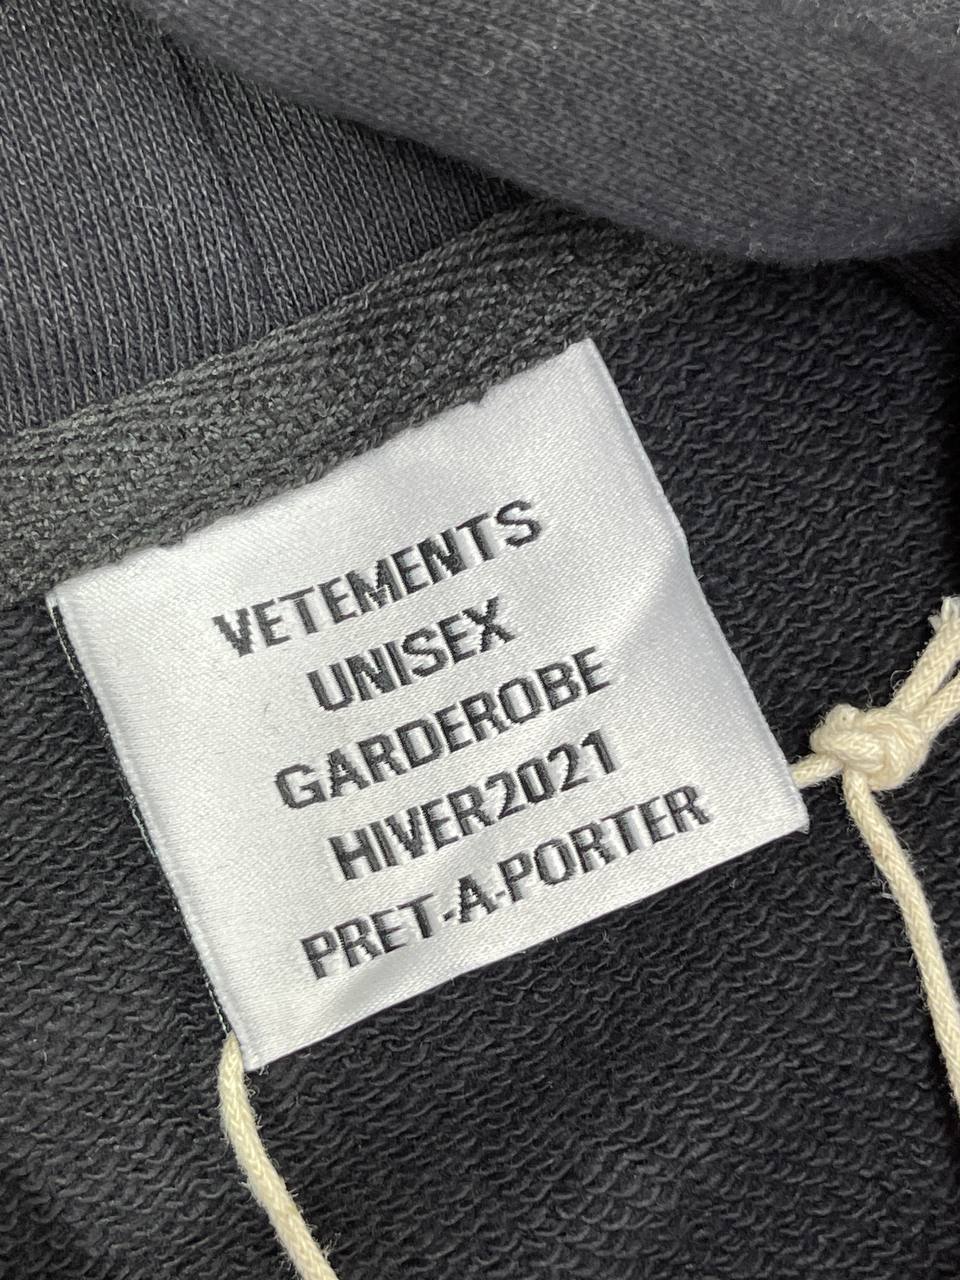 VETEMENTS
UNISEX
GARDEROBE
HIVER2021
PRET-A-PORTER